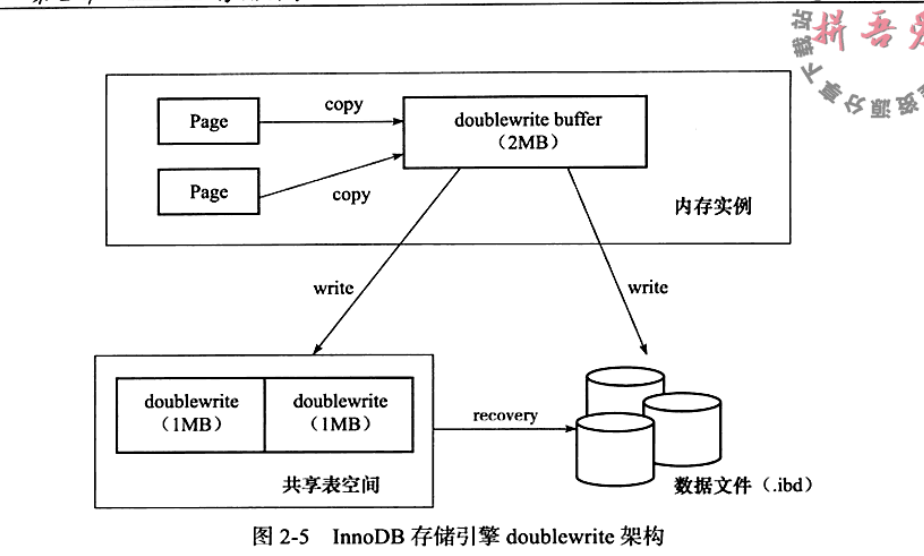 Page
copy
doublewrite buffer
（2MB）
Page
copy
内存实例
write
write
doublewrite
（1MB）
doublewrite
（1MB）
recovery
共享表空间
数据文件（.ibd）
图 2-5 InnoDB 存储引擎 doublewrite 架构